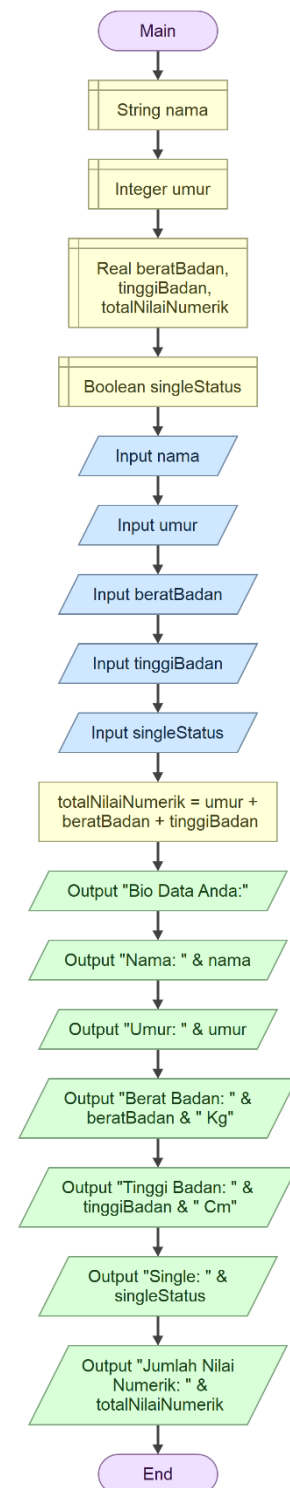 Main
String nama
Integer umur
Real beratBadan,
tinggiBadan,
totalNilaiNumerik
Boolean singleStatus
Input nama
Input umur
Input beratBadan
Input tinggiBadan
Input singleStatus
totalNilaiNumerik = umur +
beratBadan + tinggiBadan
Output "Bio Data Anda:"
Output "Nama: " & nama
Output "Umur: " & umur
Output "Berat Badan: " &
beratBadan & " Kg"
Output "Tinggi Badan: " &
tinggiBadan & " Cm"
Output "Single: " &
singleStatus
Output "Jumlah Nilai
Numerik: " &
totalNilaiNumerik
End